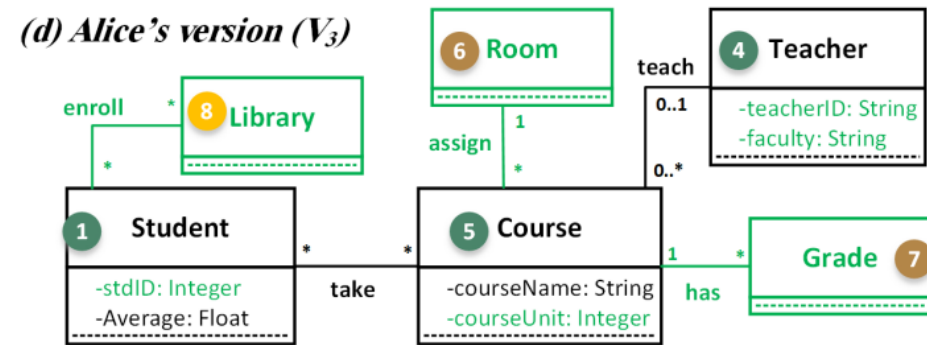 (d) Alice's version (V3)
6 Room
4 Teacher
teach
enroll
*
8 Library
0..1
-teacherID: String
-faculty: String
1
assign
*
*
0..*
1 Student
5 Course
Grade 7
*
*
1
*
take
has
-stdID: Integer
-Average: Float
-courseName: String
-courseUnit: Integer